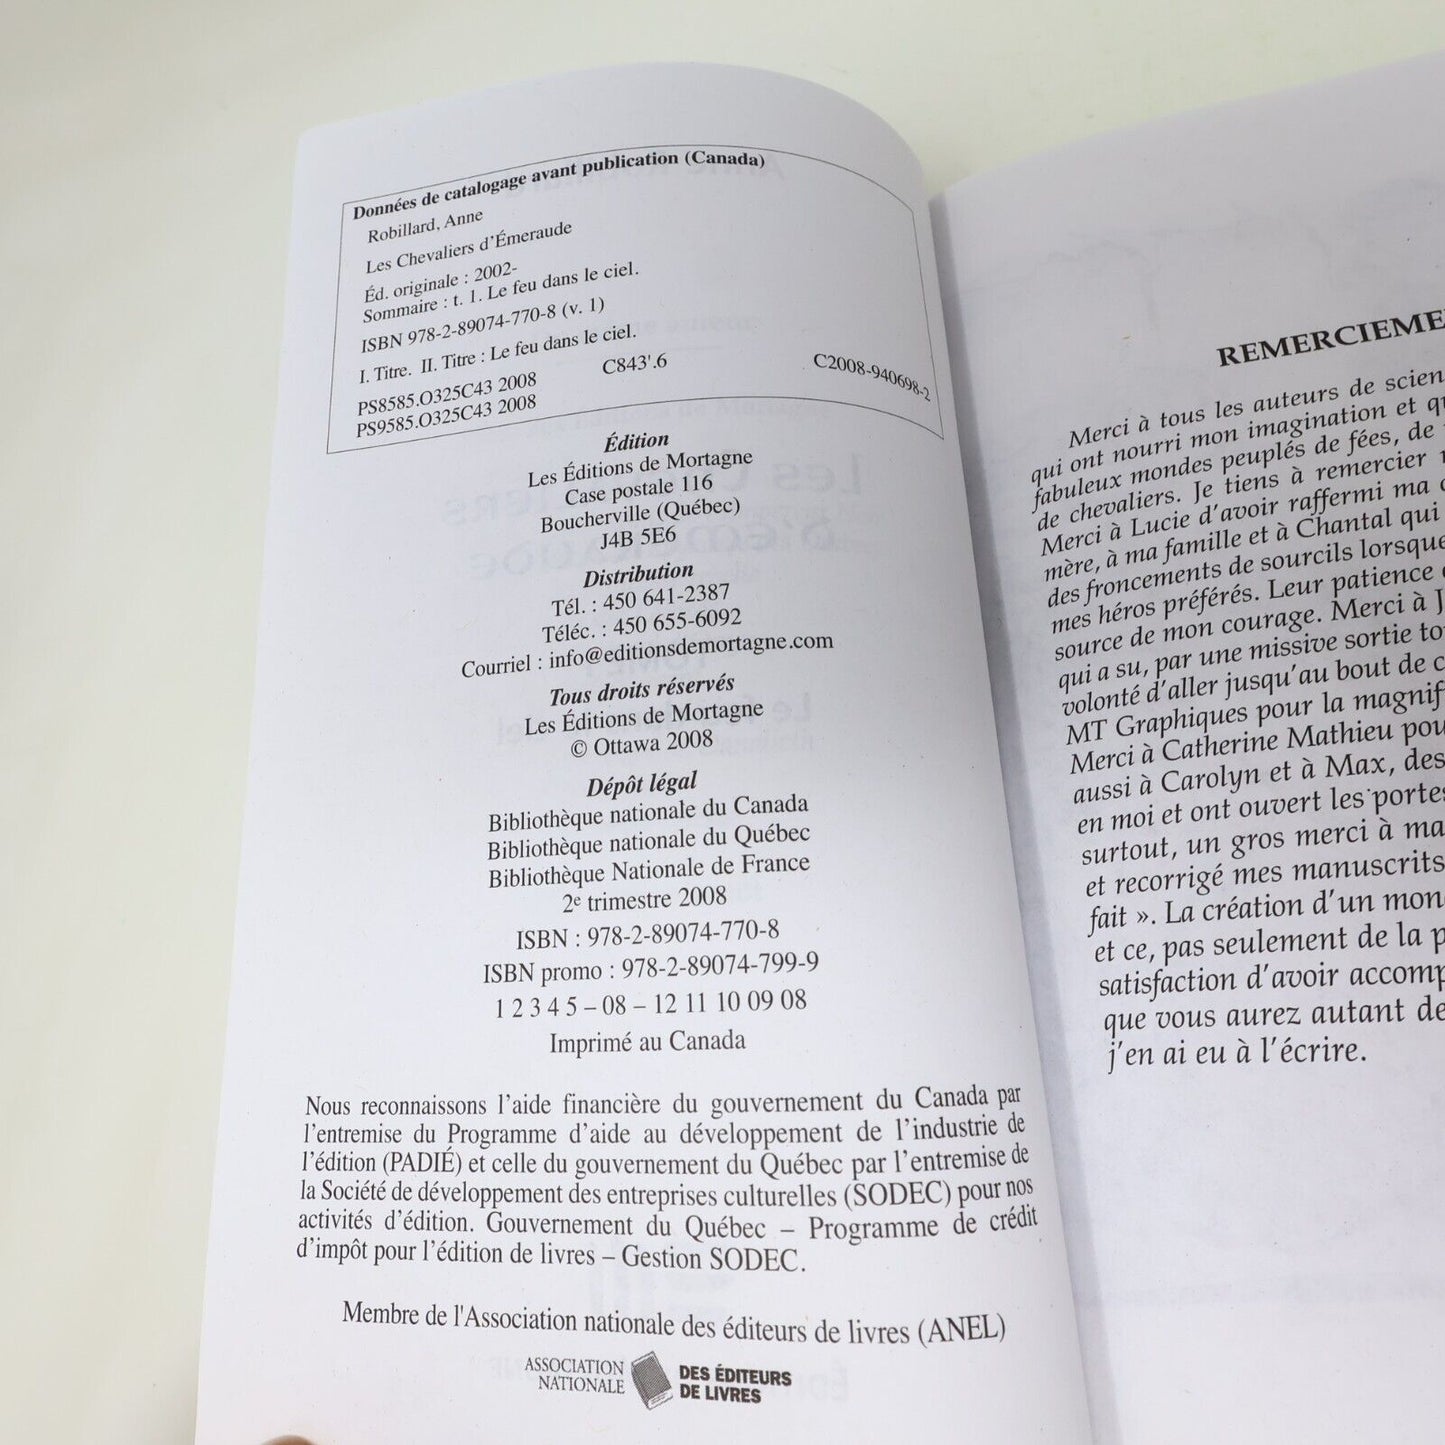 Données de catalogage avant publication (Canada)
Robillard, Anne
Les Chevaliers d'Émeraude
Éd. originale : 2002-
Sommaire : t. 1. Le feu dans le ciel.
ISBN 978-2-89074-770-8 (v. 1)
I. Titre. II. Titre : Le feu dans le ciel.
PS8585.O325C43 2008 C843'.6 C2008-940698-2
PS9585.O325C43 2008
Édition
Les Éditions de Mortagne
Case postale 116
Boucherville (Québec)
J4B 5E6
Distribution
Tél. : 450 641-2387
Téléc. : 450 655-6092
Courriel : info@editionsdemortagne.com
Tous droits réservés
Les Éditions de Mortagne
© Ottawa 2008
Dépôt légal
Bibliothèque nationale du Canada
Bibliothèque nationale du Québec
Bibliothèque Nationale de France
2e trimestre 2008
ISBN : 978-2-89074-770-8
ISBN promo : 978-2-89074-799-9
1 2 3 4 5 – 08 – 12 11 10 09 08
Imprimé au Canada
Nous reconnaissons l'aide financière du gouvernement du Canada par
l'entremise du Programme d'aide au développement de l'industrie de
l'édition (PADIÉ) et celle du gouvernement du Québec par l'entremise de
la Société de développement des entreprises culturelles (SODEC) pour nos
activités d'édition. Gouvernement du Québec – Programme de crédit
d'impôt pour l'édition de livres – Gestion SODEC.
Membre de l'Association nationale des éditeurs de livres (ANEL)
ASSOCIATION
NATIONALE
DES ÉDITEURS
DE LIVRES
REMERCIEME
Merci à tous les auteurs de scien
qui ont nourri mon imagination et q
fabuleux mondes peuplés de fées, de
de chevaliers. Je tiens à remercier
Merci à Lucie d'avoir raffermi ma
mère, à ma famille et à Chantal qui
des froncements de sourcils lorsque
mes héros préférés. Leur patience
source de mon courage. Merci à J
qui a su, par une missive sortie to
volonté d'aller jusqu'au bout de c
MT Graphiques pour la magnif
Merci à Catherine Mathieu pou
aussi à Carolyn et à Max, des
en moi et ont ouvert les portes
surtout, un gros merci à ma
et recorrigé mes manuscrits
fait ». La création d'un mon
et ce, pas seulement de la p
satisfaction d'avoir accomp
que vous aurez autant de
j'en ai eu à l'écrire.